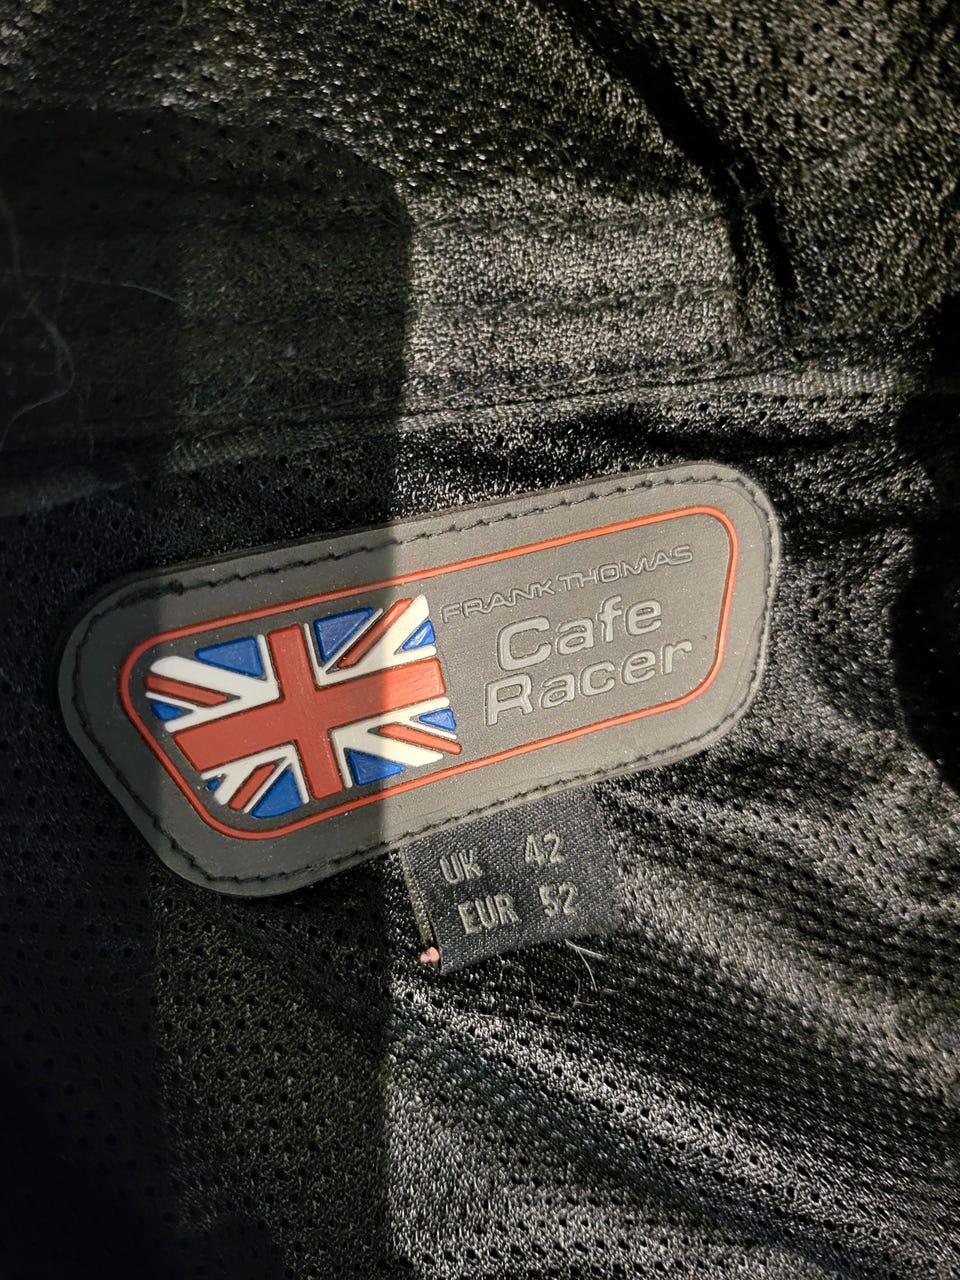 FRANK THOMAS
Cafe
Racer
UK 42
EUR 52